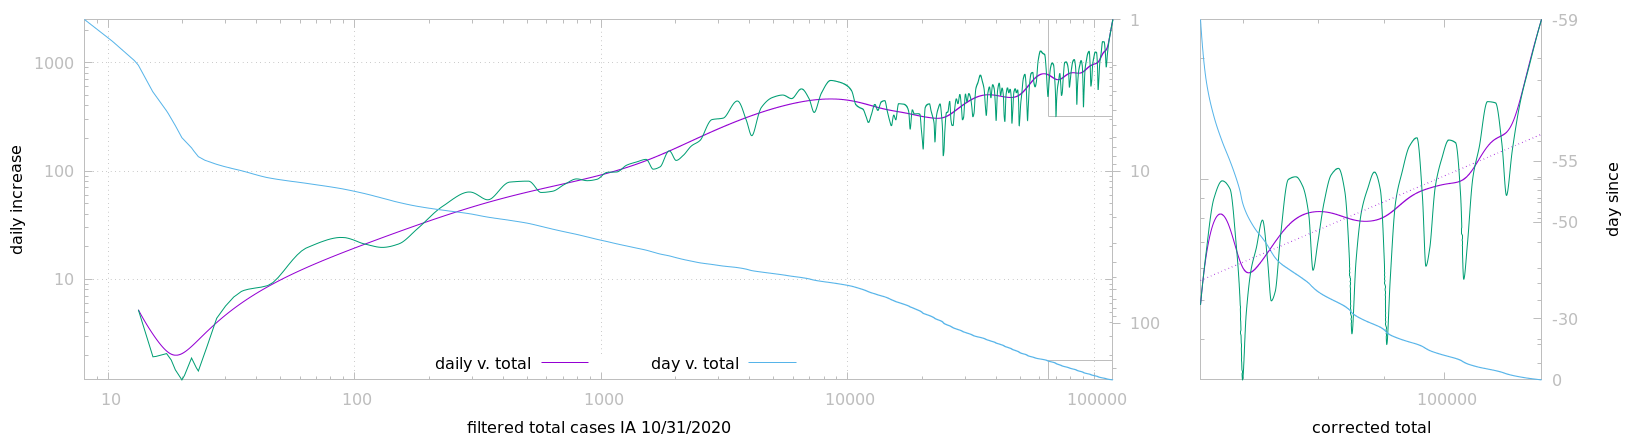 1000
100
10
daily increase
10
100
1000
10000
100000
filtered total cases IA 10/31/2020
daily v. total
day v. total
1
10
100
100000
corrected total
-59
-55
-50
-30
0
day since